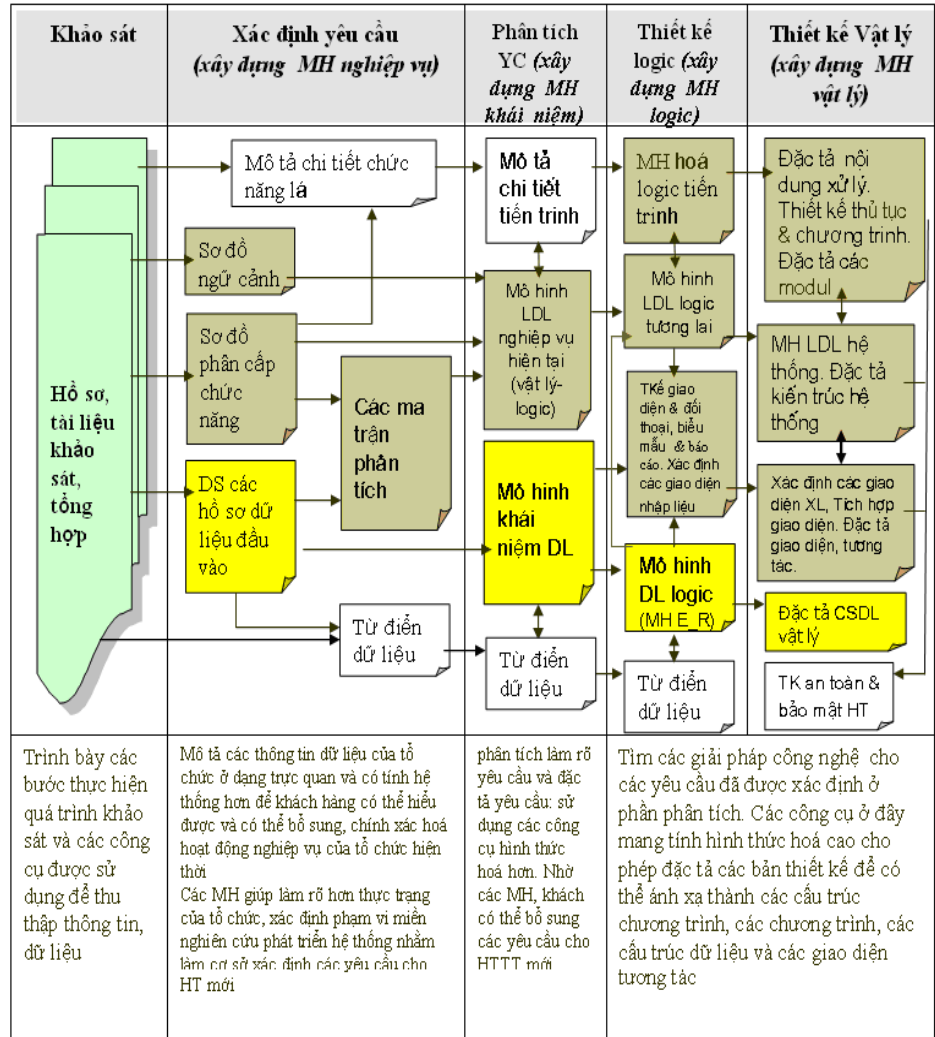 Khảo sát
Xác định yêu cầu
(xây dựng MH nghiệp vụ)
Phân tích
YC (xây
dựng MH
khái niệm)
Thiết kế
logic (xây
dựng MH
logic)
Thiết kế Vật lý
(xây dựng MH
vật lý)
Hồ sơ,
tài liệu
khảo
sát,
tổng
hợp
Mô tả chi tiết chức
năng lá
Sơ đồ
ngữ cảnh
Sơ đồ
phân cấp
chức
năng
Các ma
trận
phân
tích
DS các
hồ sơ dữ
liệu đầu
vào
Từ điển
dữ liệu
Mô tả
chi tiết
tiến trình
Mô hình
LDL
nghiệp vụ
hiện tại
(vật lý-
logic)
Mô hinh
khái
niệm DL
Từ điển
dữ liệu
MH hoá
logic tiến
trình
Mô hình
LDL logic
tương lai
TKế giao
diện & đối
thoại, biểu
mẫu & báo
cáo. Xác định
các giao diện
nhập liệu
Mô hinh
DL logic
(MH E_R)
Từ điển
dữ liệu
Đặc tả nội
dung xử lý.
Thiết kế thủ tục
& chương trinh.
Đặc tả các
modul
MH LDL hệ
thống. Đặc tả
kiến trúc hệ
thống
Xác định các giao
diện XL, Tích hợp
giao diện. Đặc tả
giao diện, tương
tác.
Đặc tả CSDL
vật lý
TK an toàn &
bảo mật HT
Trình bày các
bước thực hiện
quá trình khảo
sát và các công
cụ được sử
dụng để thu
thập thông tin,
dữ liệu
Mô tả các thông tin dữ liệu của tổ
chức ở dạng trực quan và có tính hệ
thống hơn để khách hàng có thể hiểu
được và có thể bổ sung, chính xác hoá
hoạt động nghiệp vụ của tổ chức hiện
thời
Các MH giúp làm rõ hơn thực trạng
của tổ chức, xác định phạm vi miền
nghiên cứu phát triển hệ thống nhằm
làm cơ sở xác định các yêu cầu cho
HT mới
phân tích làm rõ
yêu cầu và đặc
tả yêu cầu: sử
dụng các công
cụ hình thức
hoá hơn. Nhờ
các MH, khách
có thể bổ sung
các yêu cầu cho
HTTT mới
Tìm các giải pháp công nghệ cho
các yêu cầu đã được xác định ở
phần phân tích. Các công cụ ở đây
mang tính hình thức hoá cao cho
phép đặc tả các bản thiết kế để có
thể ánh xạ thành các cấu trúc
chương trình, các chương trình, các
cấu trúc dữ liệu và các giao diện
tương tác